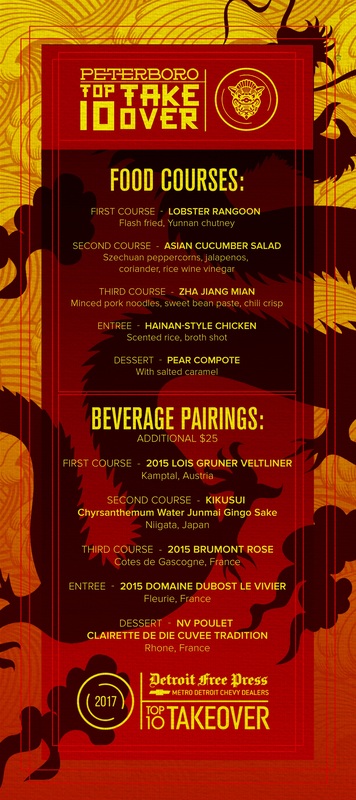 PETERBORO
TOP 10 TAKE OVER
FOOD COURSES:
FIRST COURSE - LOBSTER RANGOON
Flash fried, Yunnan chutney
SECOND COURSE - ASIAN CUCUMBER SALAD
Szechuan peppercorns, jalapenos,
coriander, rice wine vinegar
THIRD COURSE - ZHA JIANG MIAN
Minced pork noodles, sweet bean paste, chili crisp
ENTREE - HAINAN-STYLE CHICKEN
Scented rice, broth shot
DESSERT - PEAR COMPOTE
With salted caramel
BEVERAGE PAIRINGS:
ADDITIONAL $25
FIRST COURSE - 2015 LOIS GRUNER VELTLINER
Kamptal, Austria
SECOND COURSE - KIKUSUI
Chyrsanthemum Water Junmai Gingo Sake
Niigata, Japan
THIRD COURSE - 2015 BRUMONT ROSE
Cotes de Gascogne, France
ENTREE - 2015 DOMAINE DUBOST LE VIVIER
Fleurie, France
DESSERT - NV POULET
CLAIRETTE DE DIE CUVEE TRADITION
Rhone, France
2017
Detroit Free Press
METRO DETROIT CHEVY DEALERS
TOP 10 TAKEOVER